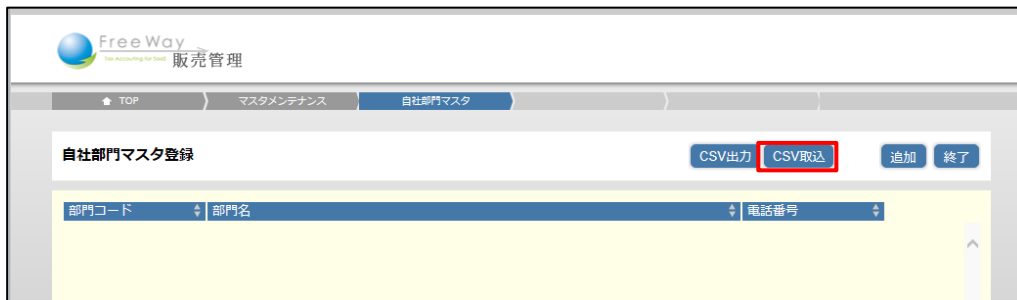 FreeWay
Tax Accounting for SaaS
販売管理
TOP マスタメンテナンス 自社部門マスタ
自社部門マスタ登録 CSV出力 CSV取込 追加 終了
部門コード 部門名 電話番号